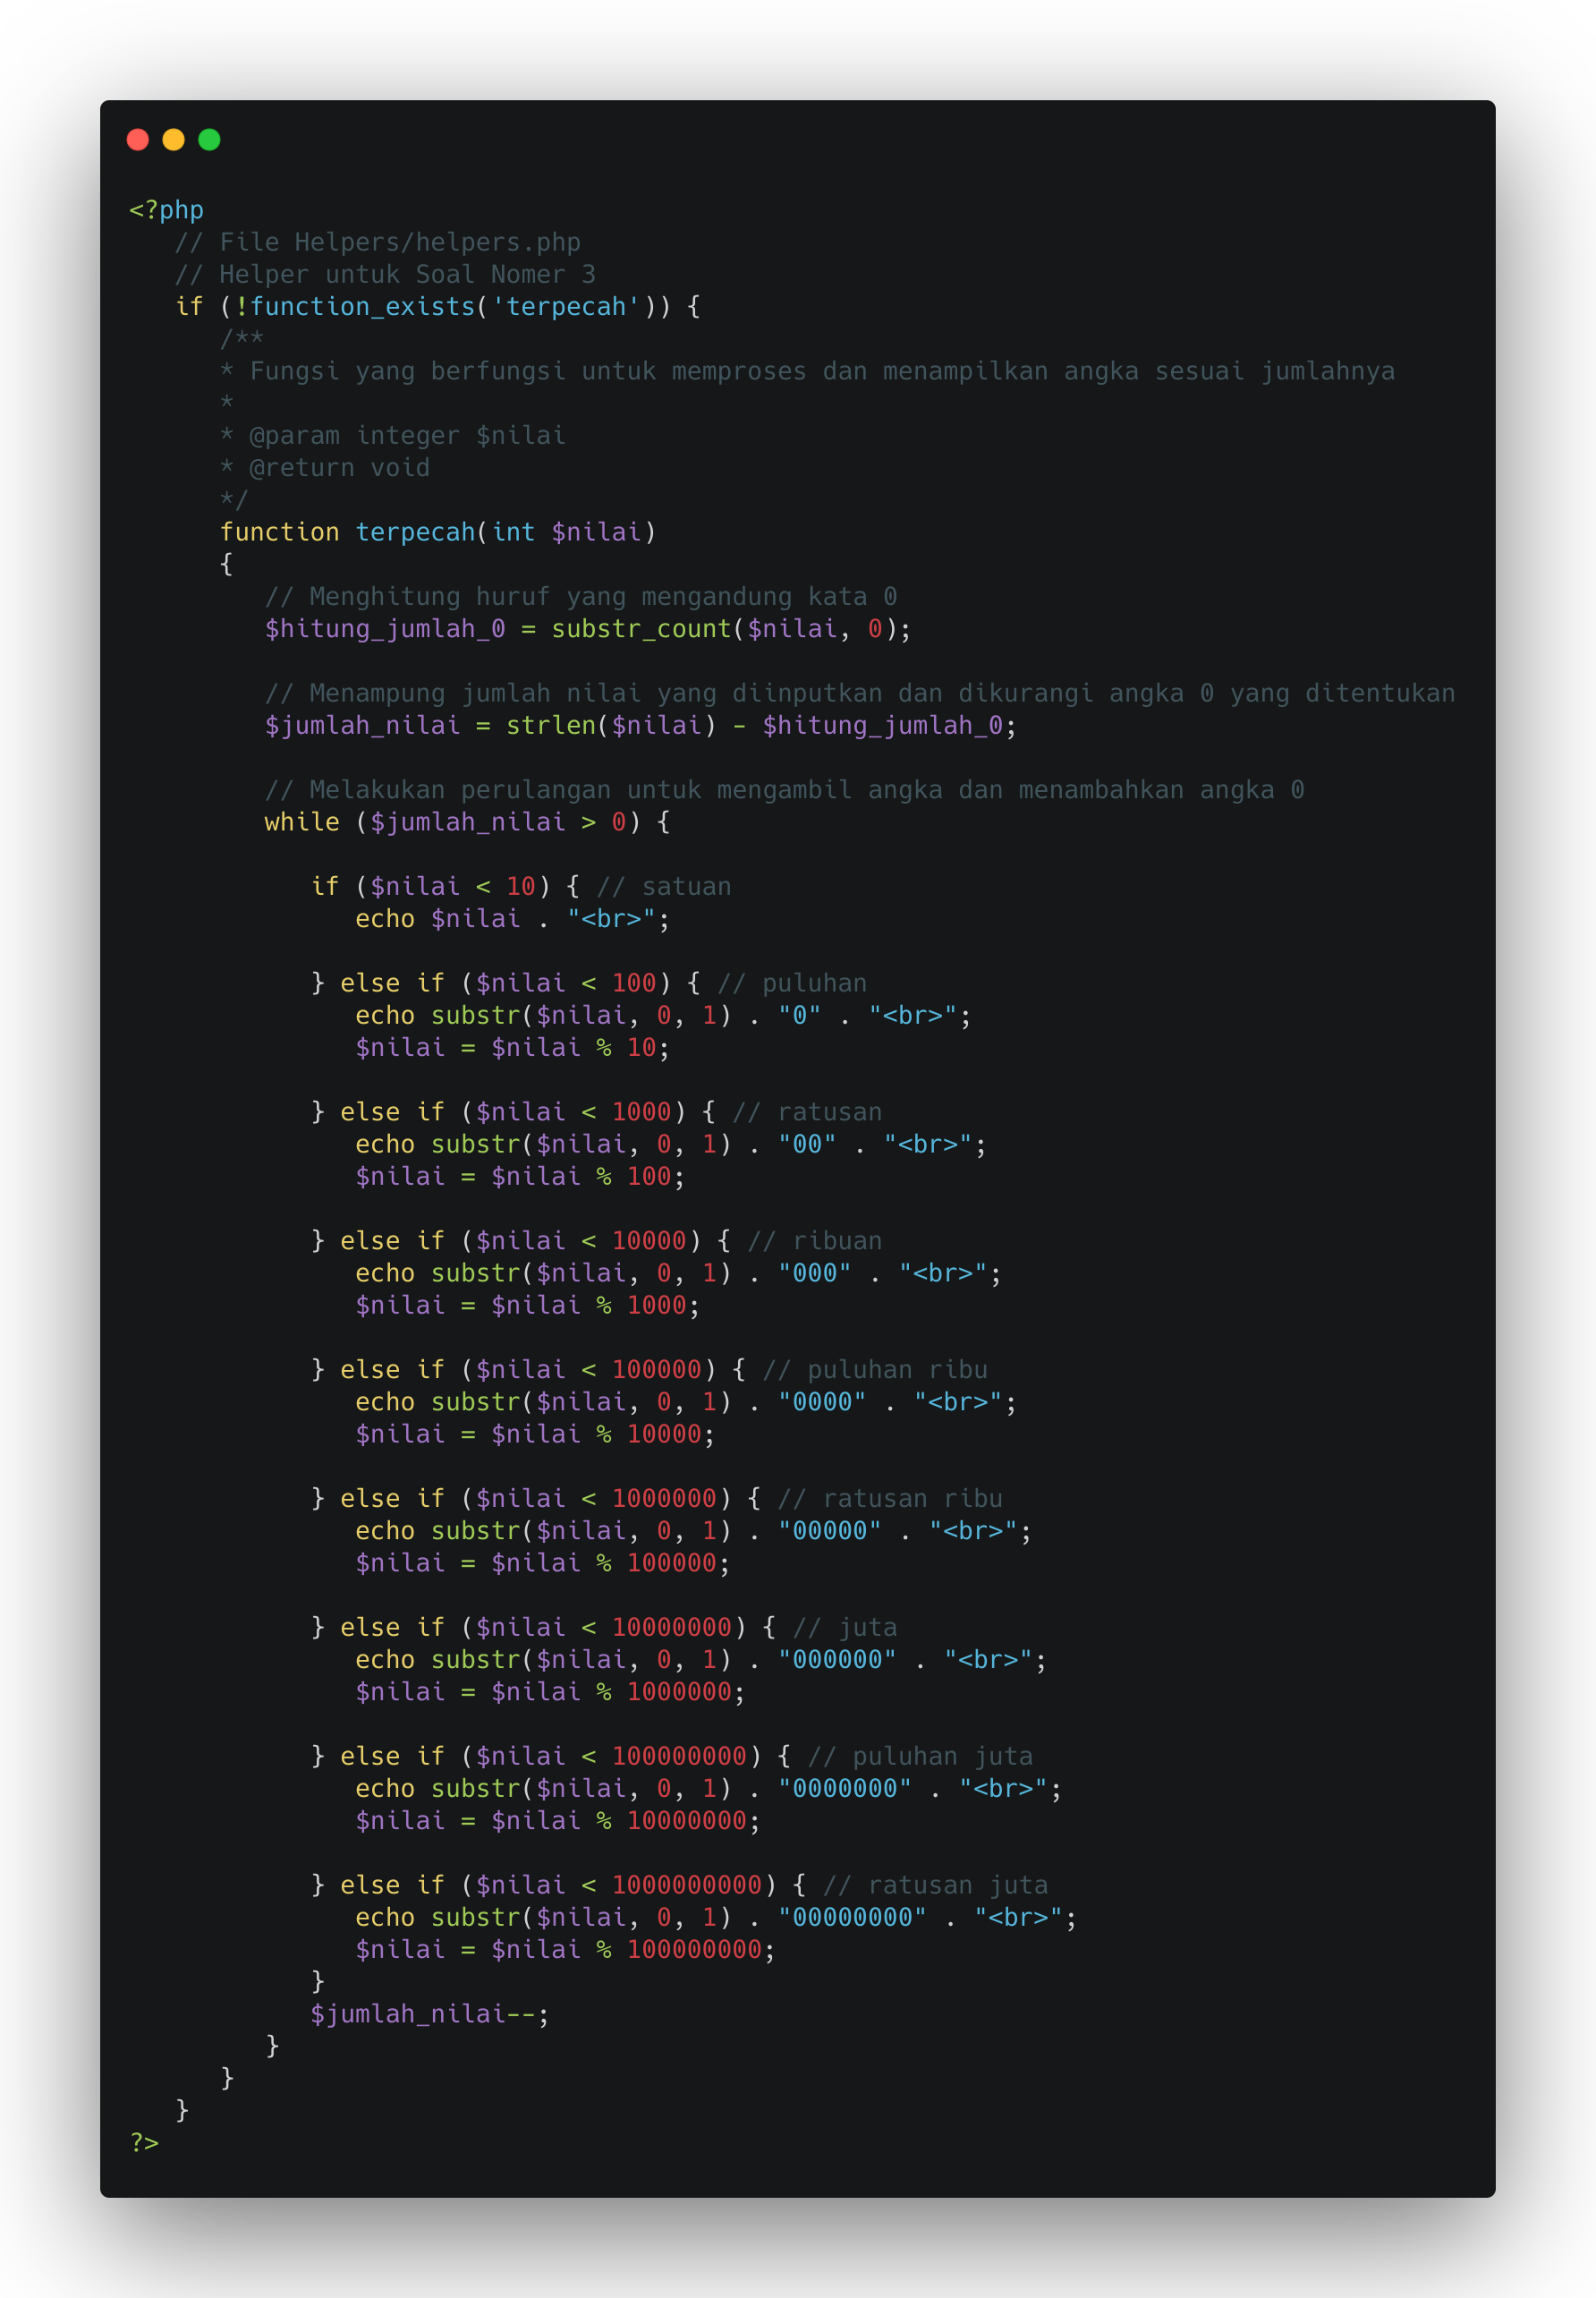 <?php
// File Helpers/helpers.php
// Helper untuk Soal Nomer 3
if (!function_exists('terpecah')) {
/**
* Fungsi yang berfungsi untuk memproses dan menampilkan angka sesuai jumlahnya
*
* @param integer $nilai
* @return void
*/
function terpecah(int $nilai)
{
// Menghitung huruf yang mengandung kata 0
$hitung_jumlah_0 = substr_count($nilai, 0);
// Menampung jumlah nilai yang diinputkan dan dikurangi angka 0 yang ditentukan
$jumlah_nilai = strlen($nilai) - $hitung_jumlah_0;
// Melakukan perulangan untuk mengambil angka dan menambahkan angka 0
while ($jumlah_nilai > 0) {
if ($nilai < 10) { // satuan
echo $nilai . "<br>";
} else if ($nilai < 100) { // puluhan
echo substr($nilai, 0, 1) . "0" . "<br>";
$nilai = $nilai % 10;
} else if ($nilai < 1000) { // ratusan
echo substr($nilai, 0, 1) . "00" . "<br>";
$nilai = $nilai % 100;
} else if ($nilai < 10000) { // ribuan
echo substr($nilai, 0, 1) . "000" . "<br>";
$nilai = $nilai % 1000;
} else if ($nilai < 100000) { // puluhan ribu
echo substr($nilai, 0, 1) . "0000" . "<br>";
$nilai = $nilai % 10000;
} else if ($nilai < 1000000) { // ratusan ribu
echo substr($nilai, 0, 1) . "00000" . "<br>";
$nilai = $nilai % 100000;
} else if ($nilai < 10000000) { // juta
echo substr($nilai, 0, 1) . "000000" . "<br>";
$nilai = $nilai % 1000000;
} else if ($nilai < 100000000) { // puluhan juta
echo substr($nilai, 0, 1) . "0000000" . "<br>";
$nilai = $nilai % 10000000;
} else if ($nilai < 1000000000) { // ratusan juta
echo substr($nilai, 0, 1) . "00000000" . "<br>";
$nilai = $nilai % 100000000;
}
$jumlah_nilai--;
}
}
}
?>